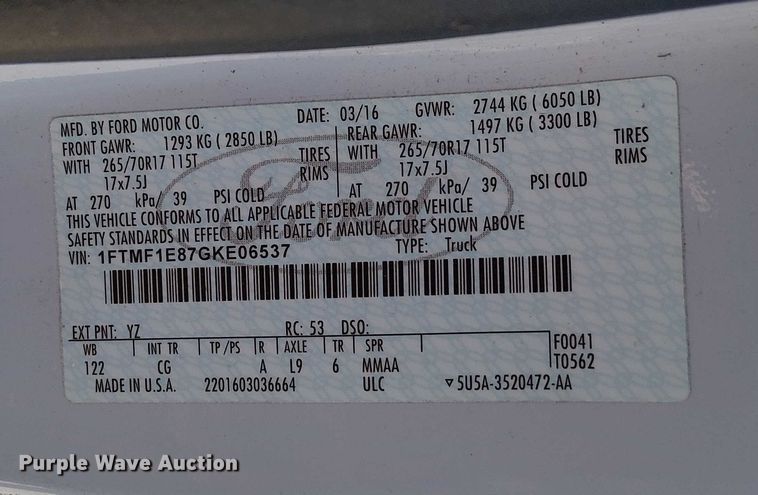 MFD. BY FORD MOTOR CO.
DATE: 03/16 GVWR: 2744 KG ( 6050 LB)
FRONT GAWR: 1293 KG ( 2850 LB) REAR GAWR: 1497 KG ( 3300 LB)
WITH 265/70R17 115T TIRES WITH 265/70R17 115T TIRES
17x7.5J RIMS 17x7.5J RIMS
AT 270 kPa/ 39 PSI COLD AT 270 kPa/ 39 PSI COLD
THIS VEHICLE CONFORMS TO ALL APPLICABLE FEDERAL MOTOR VEHICLE
SAFETY STANDARDS IN EFFECT ON THE DATE OF MANUFACTURE SHOWN ABOVE
VIN: 1FTMF1E87GKE06537 TYPE: Truck
Ford
EXT PNT: YZ RC: 53 DSO:
WB INT TR TP/PS R AXLE TR SPR F0041
122 CG A L9 6 MMAA T0562
MADE IN U.S.A. 2201603036664 ULC ▽5U5A-3520472-AA
Purple Wave Auction